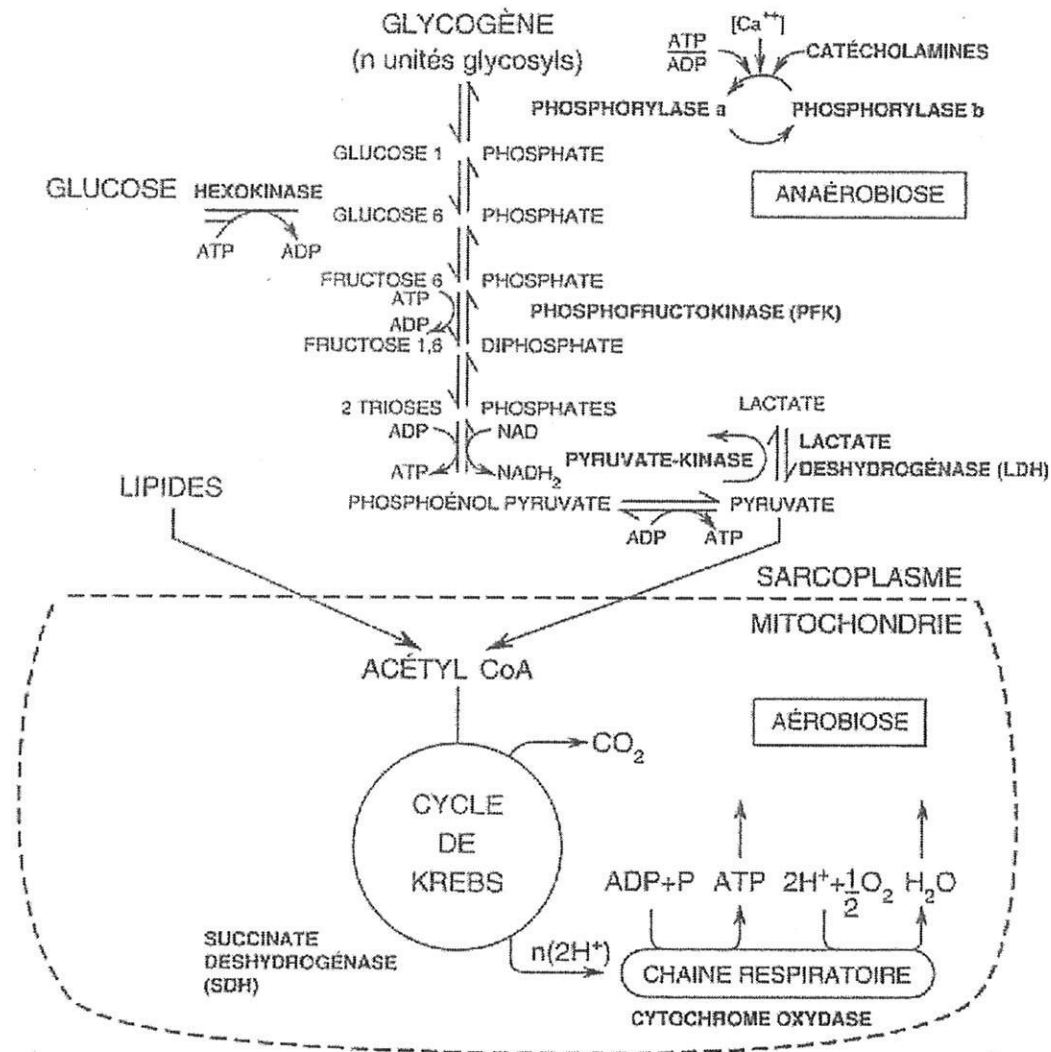 GLYCOGÈNE
(n unités glycosyls)
[Ca++]
ATP
ADP
CATÉCHOLAMINES
PHOSPHORYLASE a
PHOSPHORYLASE b
GLUCOSE 1 PHOSPHATE
GLUCOSE HEXOKINASE
ANAÉROBIOSE
GLUCOSE 6 PHOSPHATE
ATP ADP
FRUCTOSE 6 PHOSPHATE
ATP
PHOSPHOFRUCTOKINASE (PFK)
ADP
FRUCTOSE 1,6 DIPHOSPHATE
2 TRIOSES PHOSPHATES
LACTATE
ADP NAD
LACTATE
DESHYDROGÉNASE (LDH)
PYRUVATE-KINASE
ATP NADH2
LIPIDES
PHOSPHOÉNOL PYRUVATE
PYRUVATE
ADP ATP
SARCOPLASME
MITOCHONDRIE
ACÉTYL CoA
AÉROBIOSE
CO2
CYCLE
DE
KREBS
ADP+P ATP 2H++1/2O2 H2O
SUCCINATE
DESHYDROGÉNASE
(SDH)
n(2H+)
CHAINE RESPIRATOIRE
CYTOCHROME OXYDASE